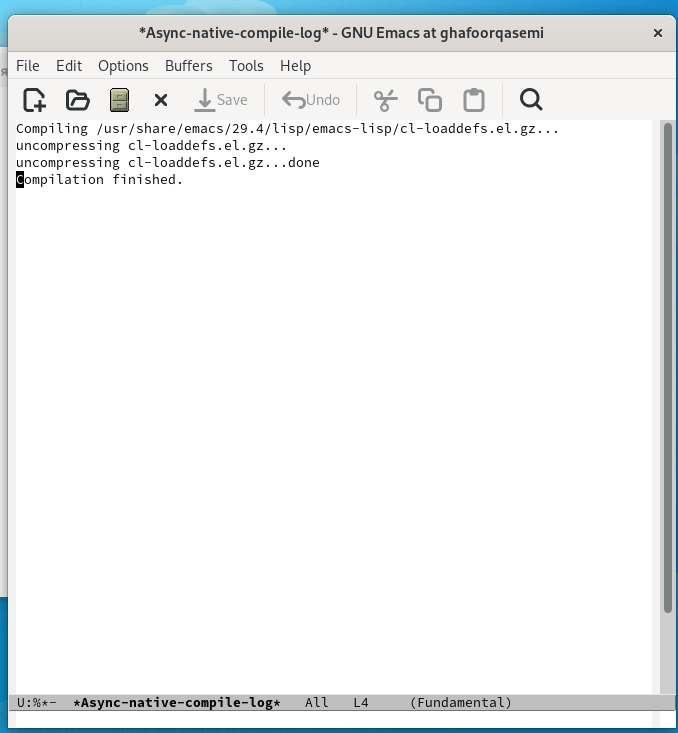 *Async-native-compile-log* - GNU Emacs at ghafoorqasemi
File Edit Options Buffers Tools Help
Save Undo
Compiling /usr/share/emacs/29.4/lisp/emacs-lisp/cl-loaddefs.el.gz...
uncompressing cl-loaddefs.el.gz...
uncompressing cl-loaddefs.el.gz...done
Compilation finished.
U:%*- *Async-native-compile-log* All L4 (Fundamental)